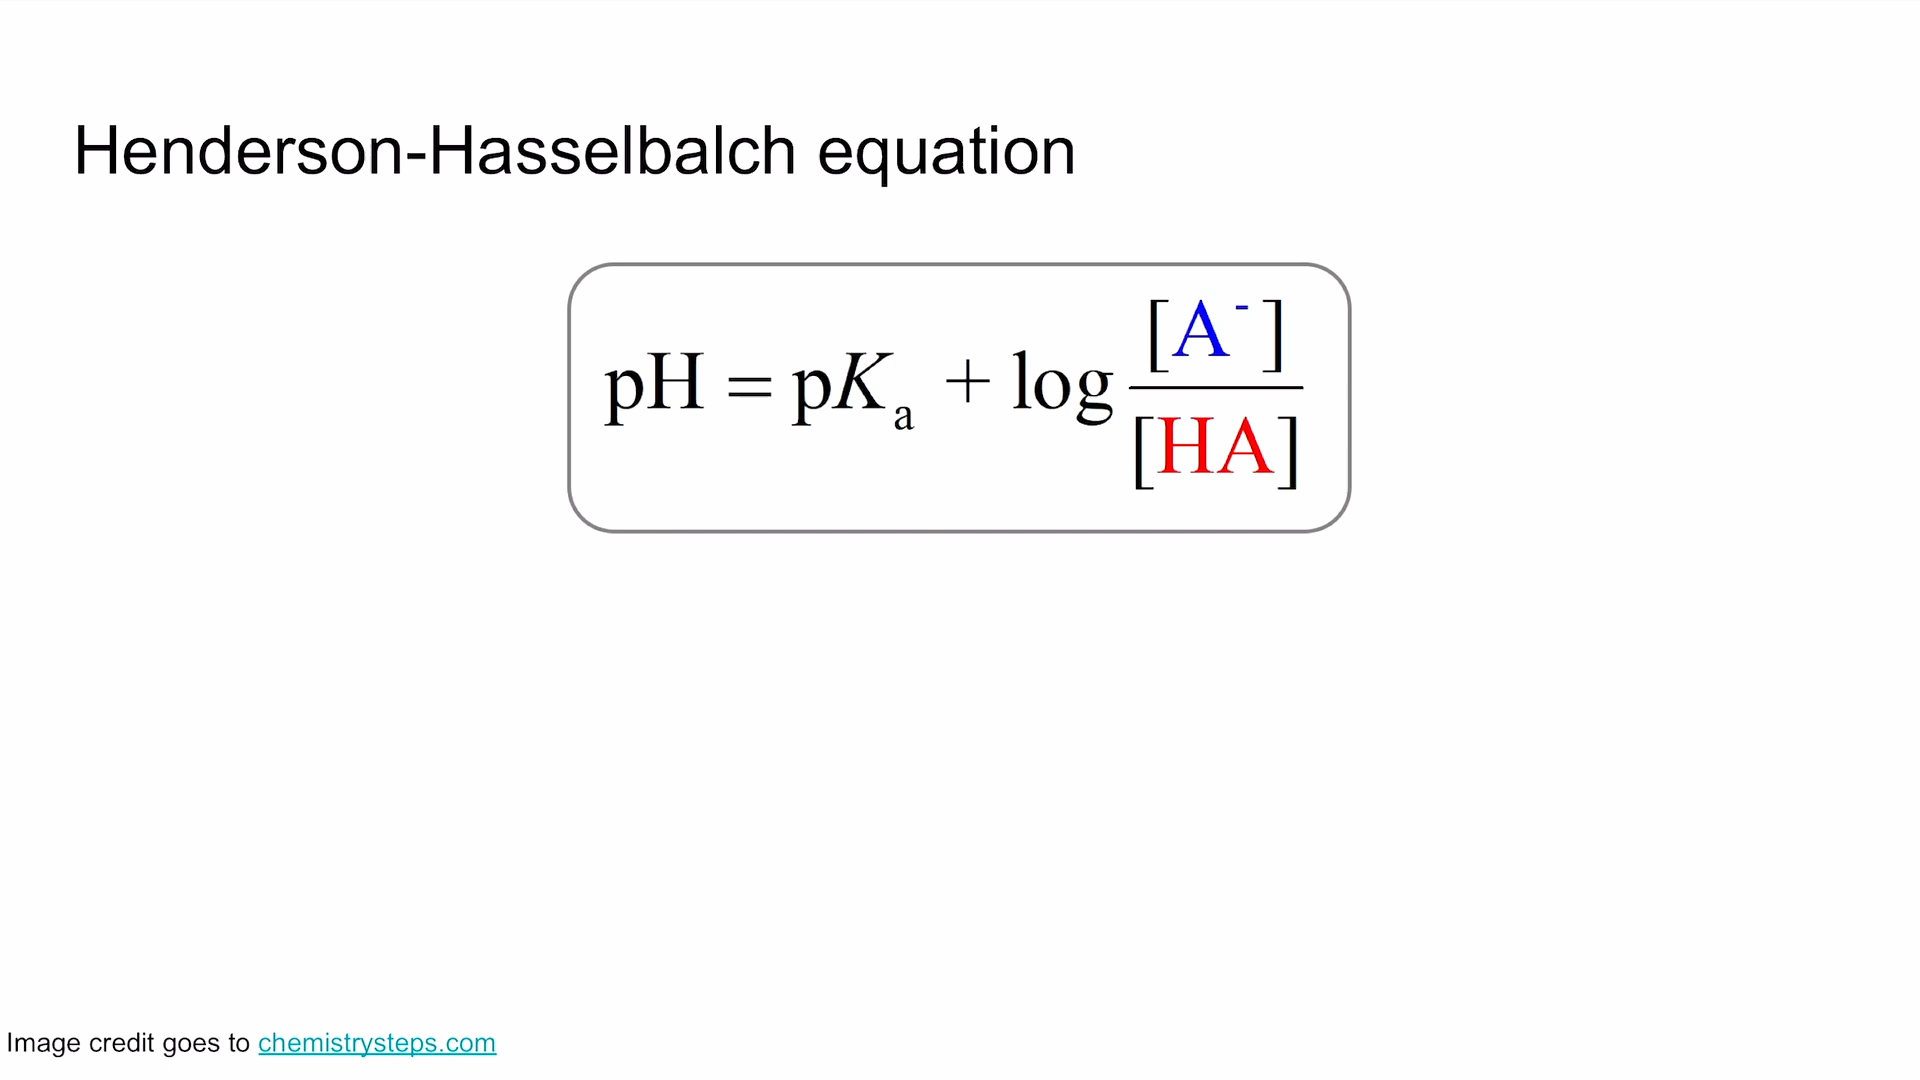 Henderson-Hasselbalch equation
pH = pKₐ + log [A⁻] / [HA]
Image credit goes to chemistrysteps.com